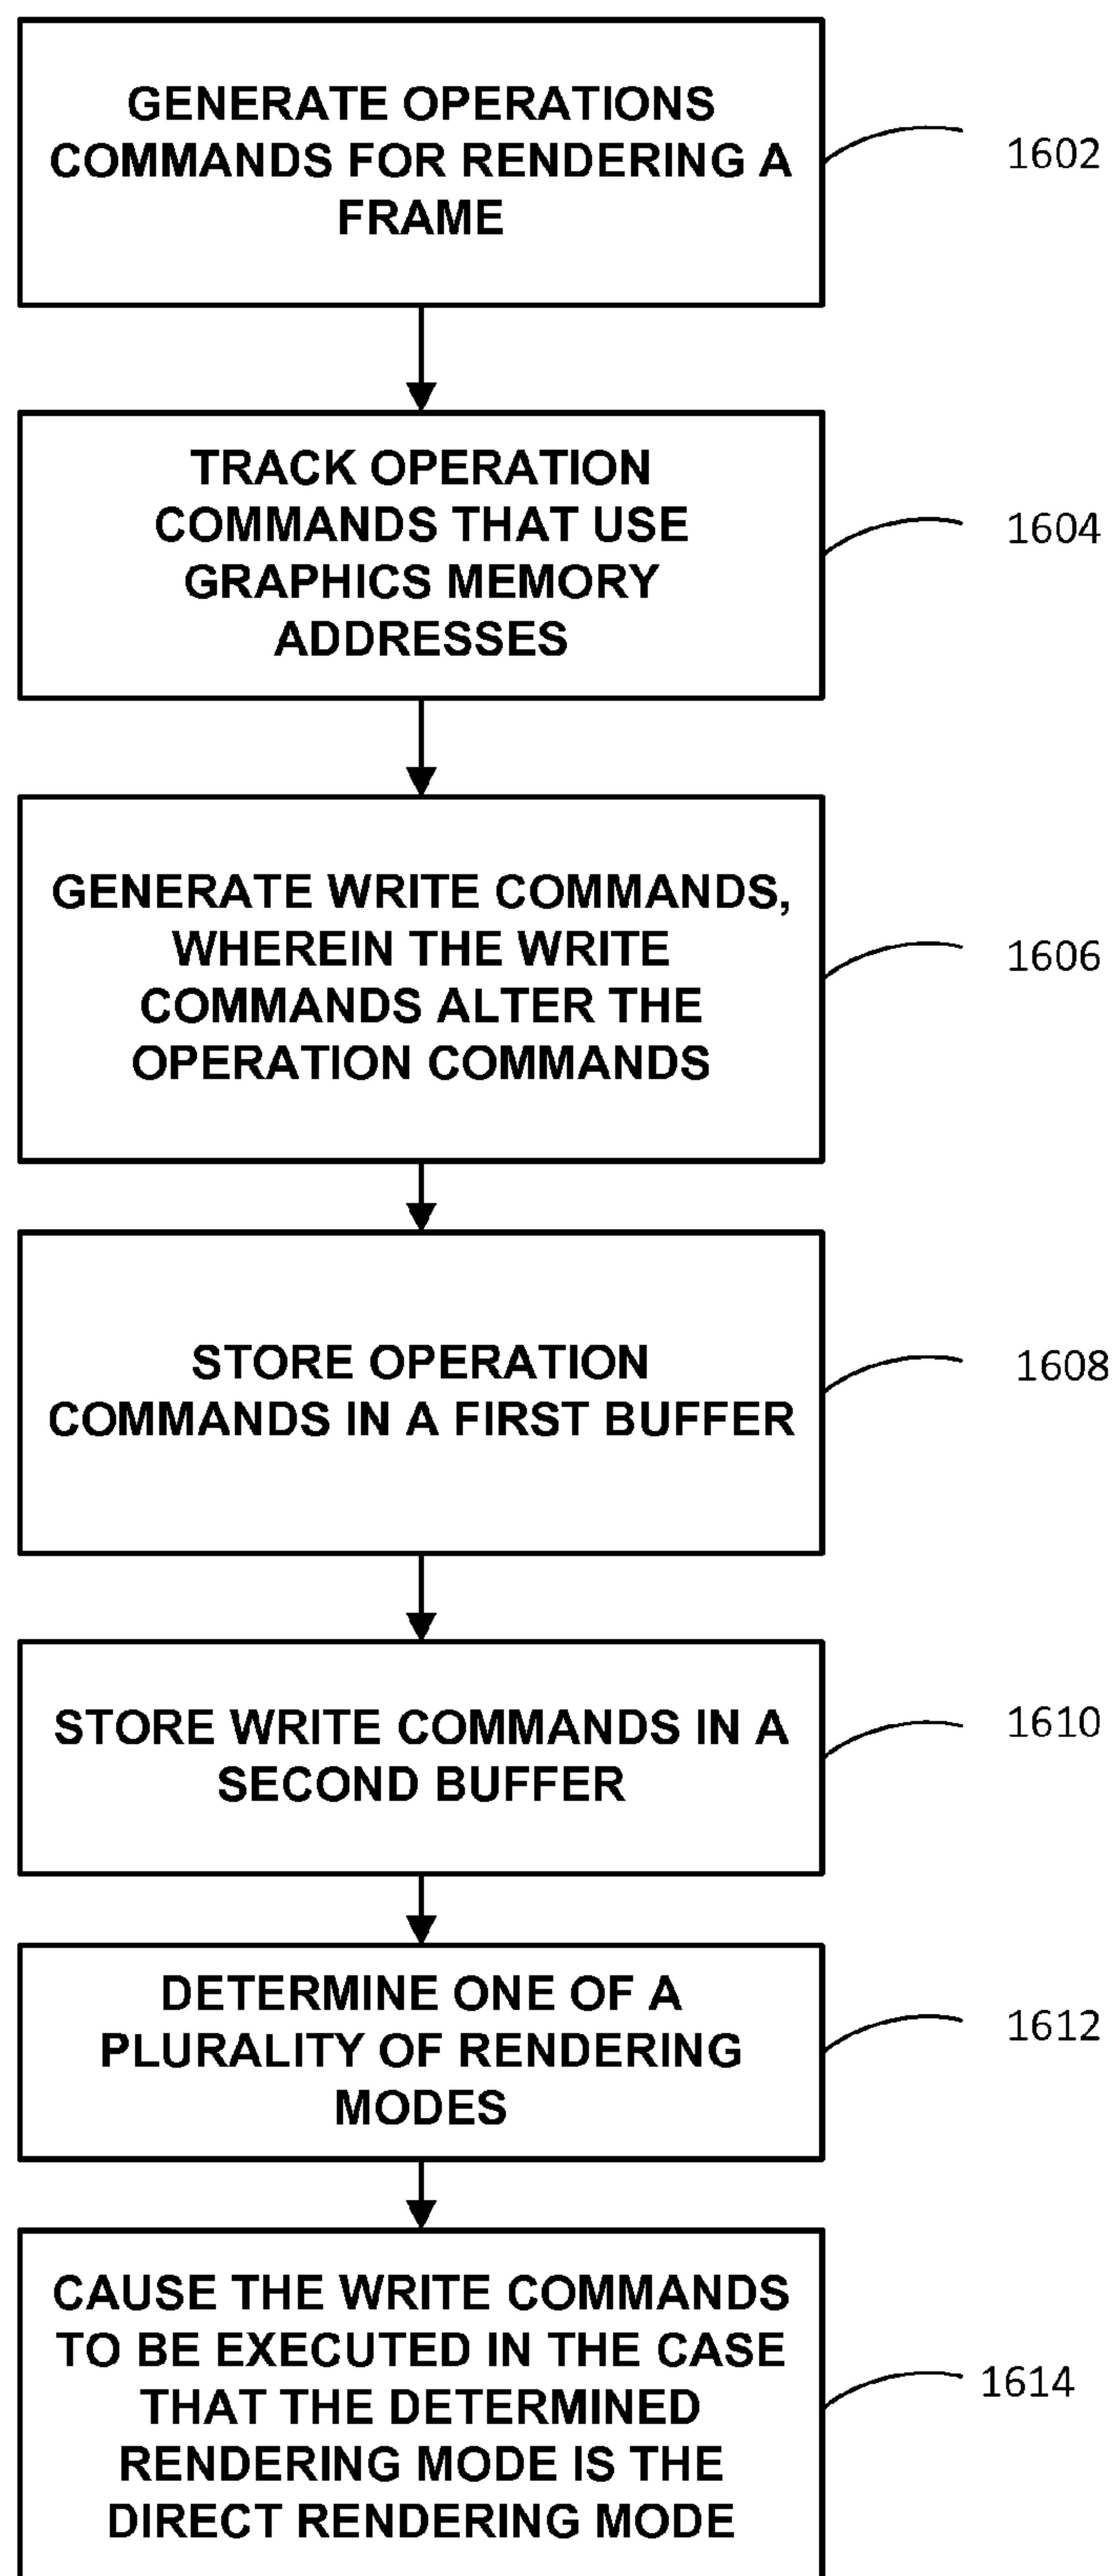 GENERATE OPERATIONS
COMMANDS FOR RENDERING A
FRAME
1602
TRACK OPERATION
COMMANDS THAT USE
GRAPHICS MEMORY
ADDRESSES
1604
GENERATE WRITE COMMANDS,
WHEREIN THE WRITE
COMMANDS ALTER THE
OPERATION COMMANDS
1606
STORE OPERATION
COMMANDS IN A FIRST BUFFER
1608
STORE WRITE COMMANDS IN A
SECOND BUFFER
1610
DETERMINE ONE OF A
PLURALITY OF RENDERING
MODES
1612
CAUSE THE WRITE COMMANDS
TO BE EXECUTED IN THE CASE
THAT THE DETERMINED
RENDERING MODE IS THE
DIRECT RENDERING MODE
1614